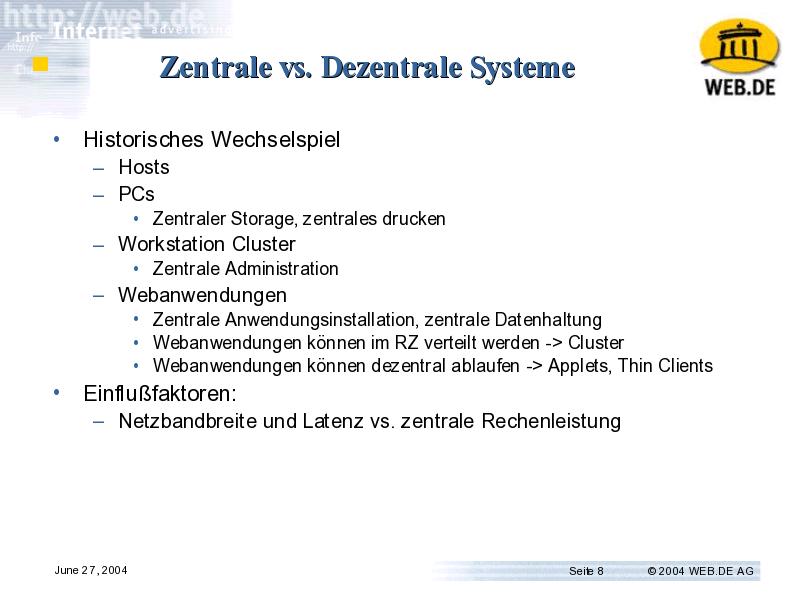 http://web.de
Internet advertising
Info
http://
Zentrale vs. Dezentrale Systeme
WEB.DE
• Historisches Wechselspiel
– Hosts
– PCs
• Zentraler Storage, zentrales drucken
– Workstation Cluster
• Zentrale Administration
– Webanwendungen
• Zentrale Anwendungsinstallation, zentrale Datenhaltung
• Webanwendungen können im RZ verteilt werden -> Cluster
• Webanwendungen können dezentral ablaufen -> Applets, Thin Clients
• Einflußfaktoren:
– Netzbandbreite und Latenz vs. zentrale Rechenleistung
June 27, 2004
Seite 8
© 2004 WEB.DE AG